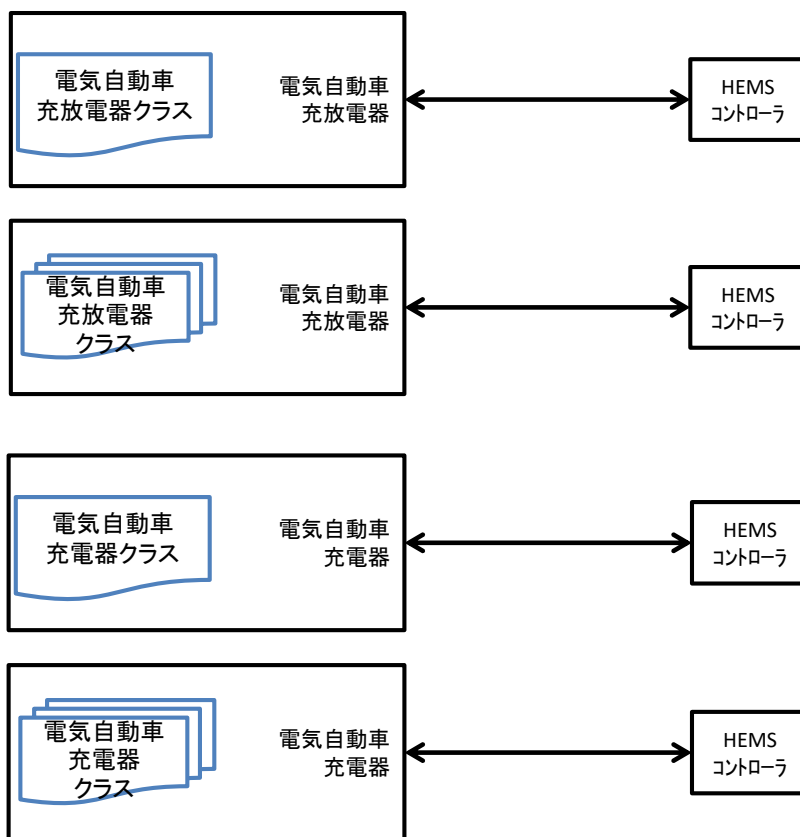 電気自動車
充放電器クラス
電気自動車
充放電器
HEMS
コントローラ
電気自動車
充放電器
クラス
電気自動車
充放電器
HEMS
コントローラ
電気自動車
充電器クラス
電気自動車
充電器
HEMS
コントローラ
電気自動車
充電器
クラス
電気自動車
充電器
HEMS
コントローラ